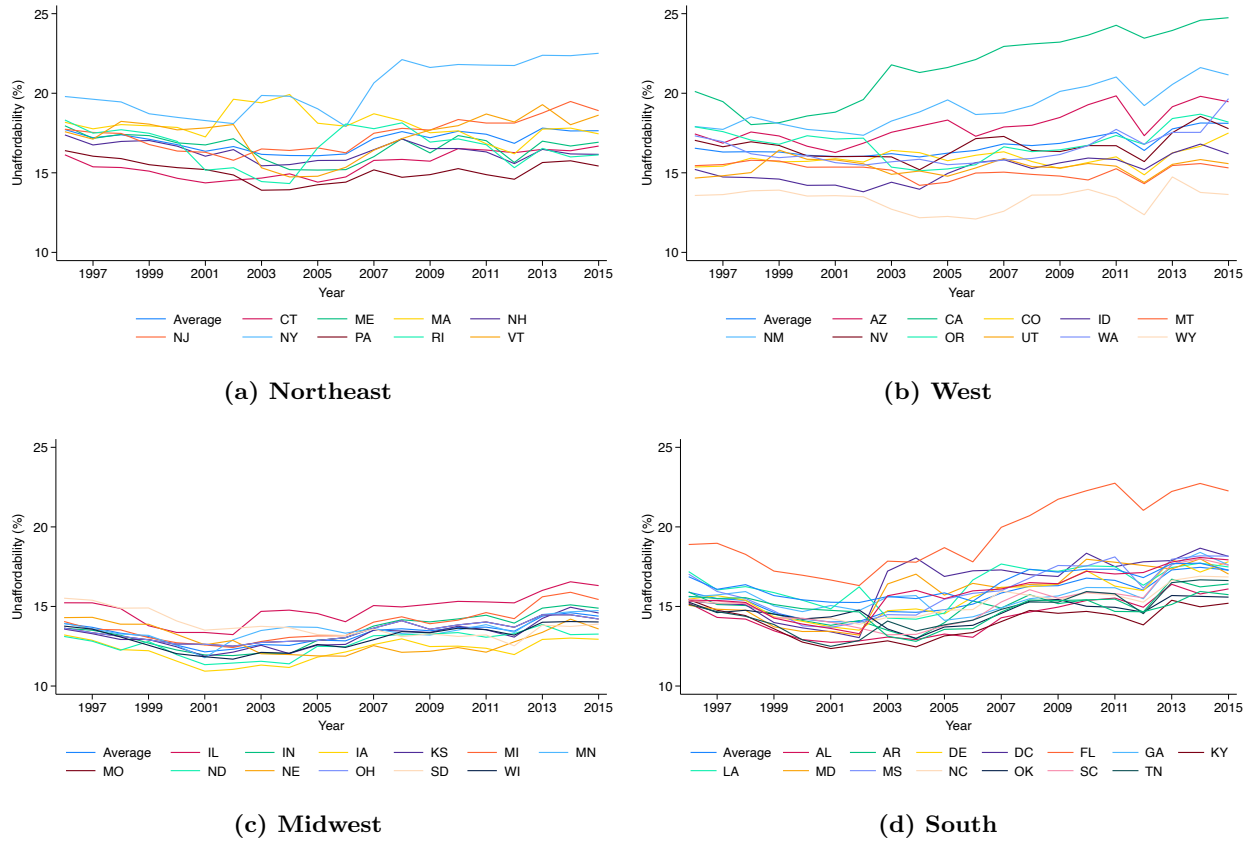 25
20
15
10
Unaffordability (%)
1997 1999 2001 2003 2005 2007 2009 2011 2013 2015
Year
Average CT ME MA NH
NJ NY PA RI VT
(a) Northeast
25
20
15
10
Unaffordability (%)
1997 1999 2001 2003 2005 2007 2009 2011 2013 2015
Year
Average AZ CA CO ID MT
NM NV OR UT WA WY
(b) West
25
20
15
10
Unaffordability (%)
1997 1999 2001 2003 2005 2007 2009 2011 2013 2015
Year
Average IL IN IA KS MI MN
MO ND NE OH SD WI
(c) Midwest
25
20
15
10
Unaffordability (%)
1997 1999 2001 2003 2005 2007 2009 2011 2013 2015
Year
Average AL AR DE DC FL GA KY
LA MD MS NC OK SC TN
(d) South